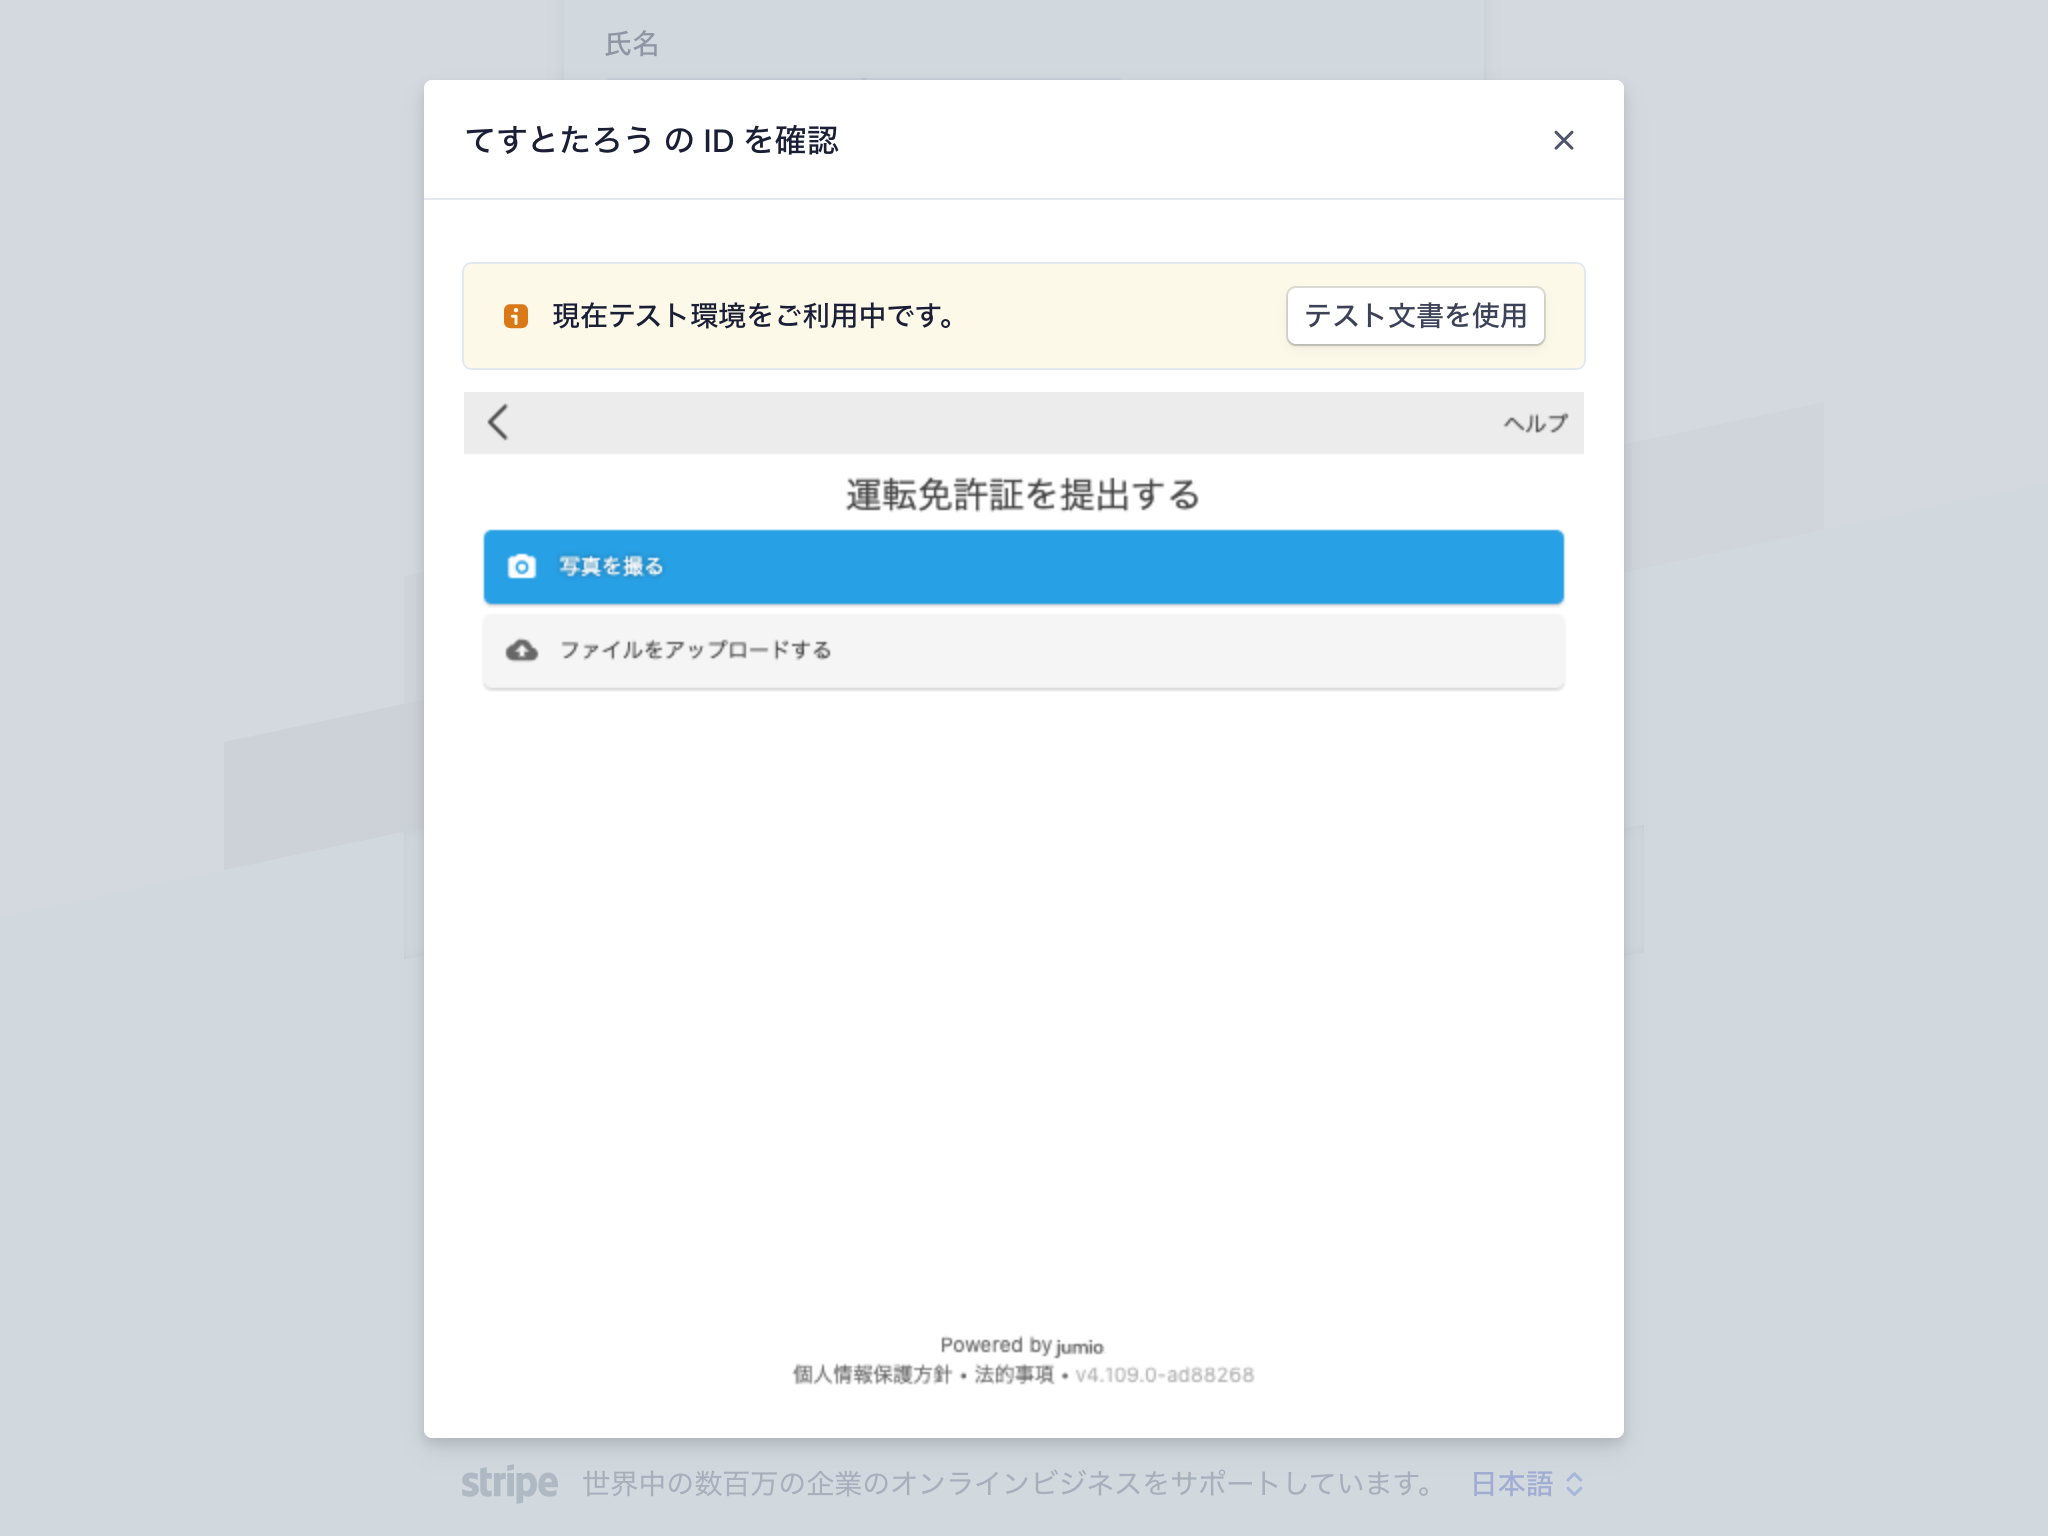 氏名
てすとたろう の ID を確認
現在テスト環境をご利用中です。
テスト文書を使用
ヘルプ
運転免許証を提出する
写真を撮る
ファイルをアップロードする
Powered by jumio
個人情報保護方針 • 法的事項 • v4.109.0-ad88268
stripe 世界中の数百万の企業のオンラインビジネスをサポートしています。 日本語